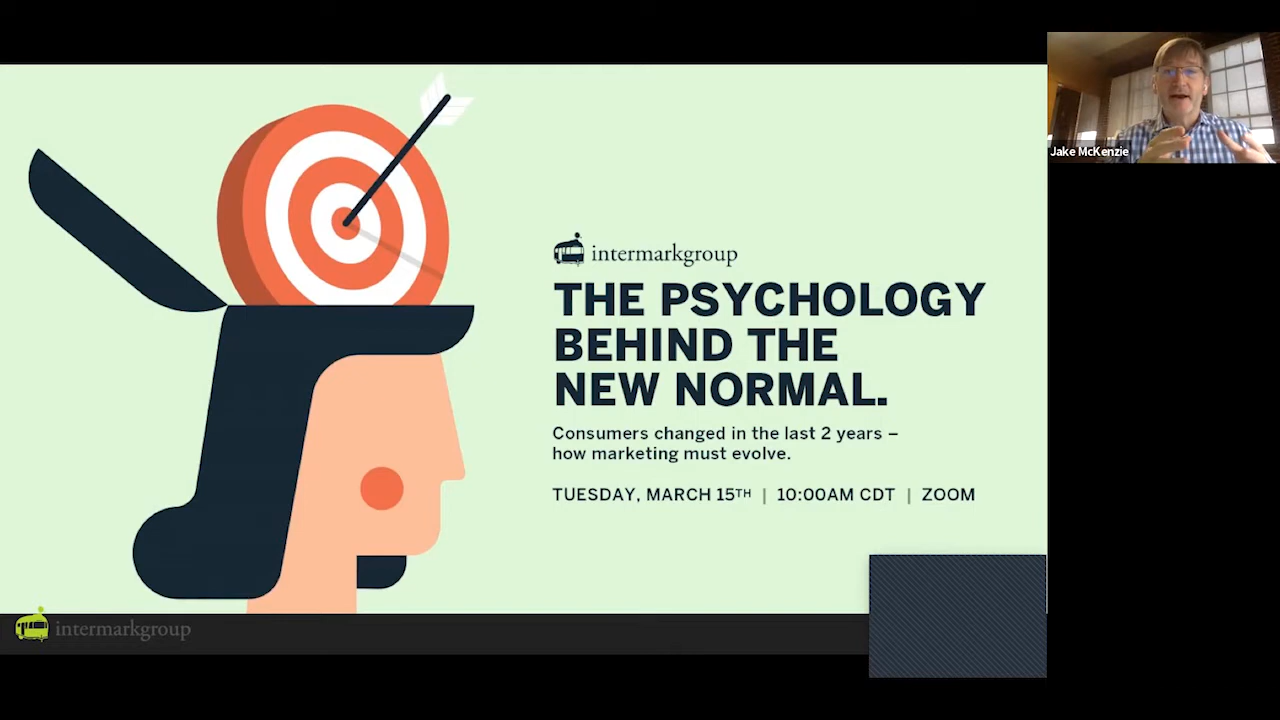 Jake McKenzie
intermarkgroup
THE PSYCHOLOGY
BEHIND THE
NEW NORMAL.
Consumers changed in the last 2 years –
how marketing must evolve.
TUESDAY, MARCH 15TH | 10:00AM CDT | ZOOM
intermarkgroup